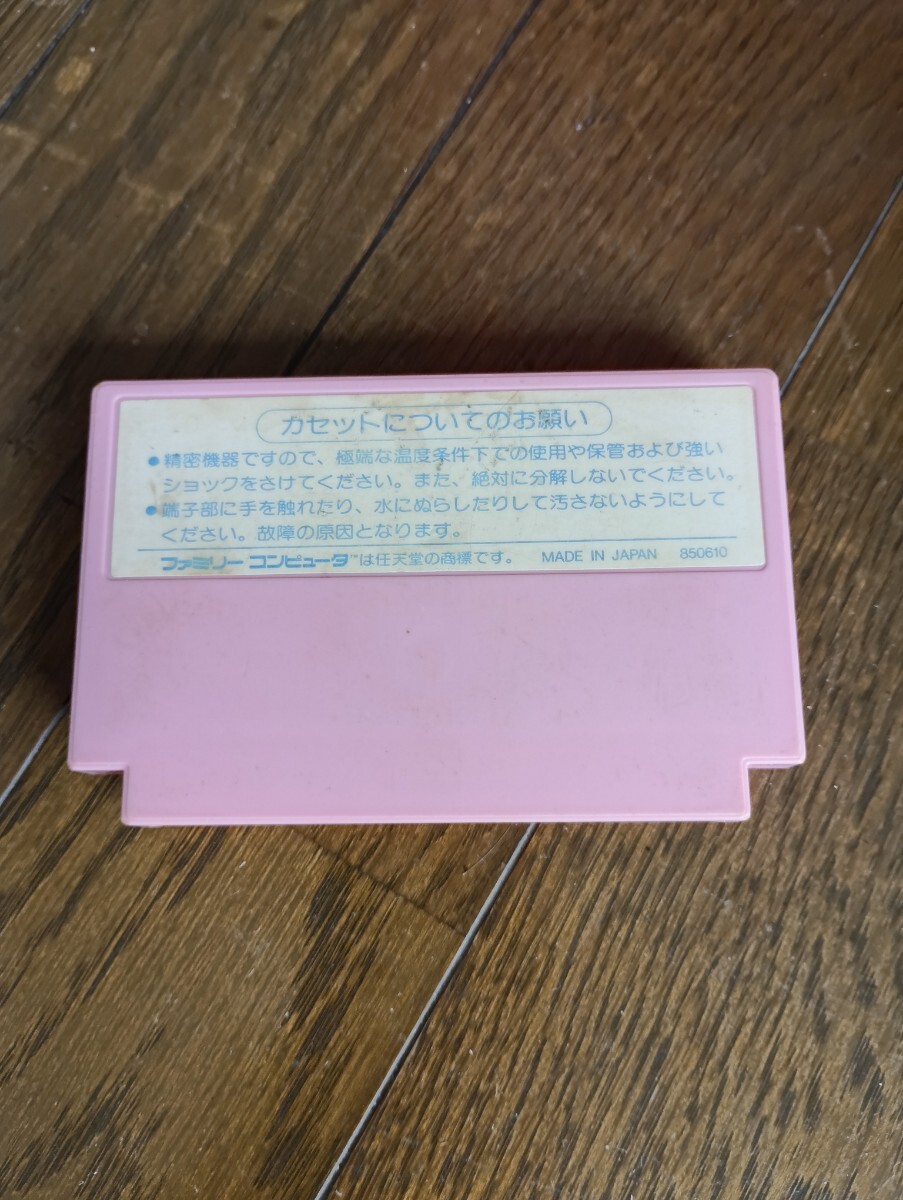 カセットについてのお願い
●精密機器ですので、極端な温度条件下での使用や保管および強い
ショックをさけてください。また、絶対に分解しないでください。
●端子部に手を触れたり、水にぬらしたりして汚さないようにして
ください。故障の原因となります。
ファミリーコンピュータ™は任天堂の商標です。 MADE IN JAPAN 850610